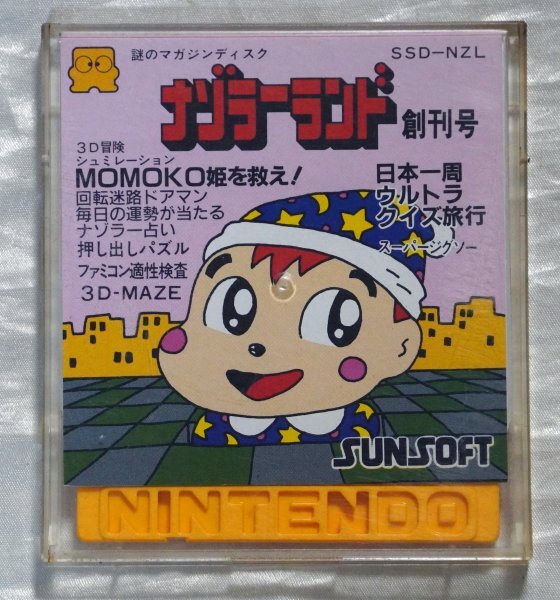 謎のマガジンディスク
SSD-NZL
ナゾラーランド
創刊号
3D冒険
シュミレーション
MOMOKO姫を救え!
回転迷路ドアマン
毎日の運勢が当たる
ナゾラー占い
押し出しパズル
ファミコン適性検査
3D-MAZE
日本一周
ウルトラ
クイズ旅行
スーパージグソー
SUNSOFT
NINTENDO